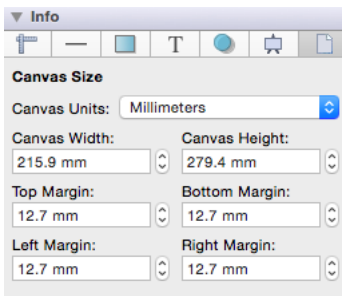 Info
T
Canvas Size
Canvas Units: Millimeters
Canvas Width: Canvas Height:
215.9 mm 279.4 mm
Top Margin: Bottom Margin:
12.7 mm 12.7 mm
Left Margin: Right Margin:
12.7 mm 12.7 mm